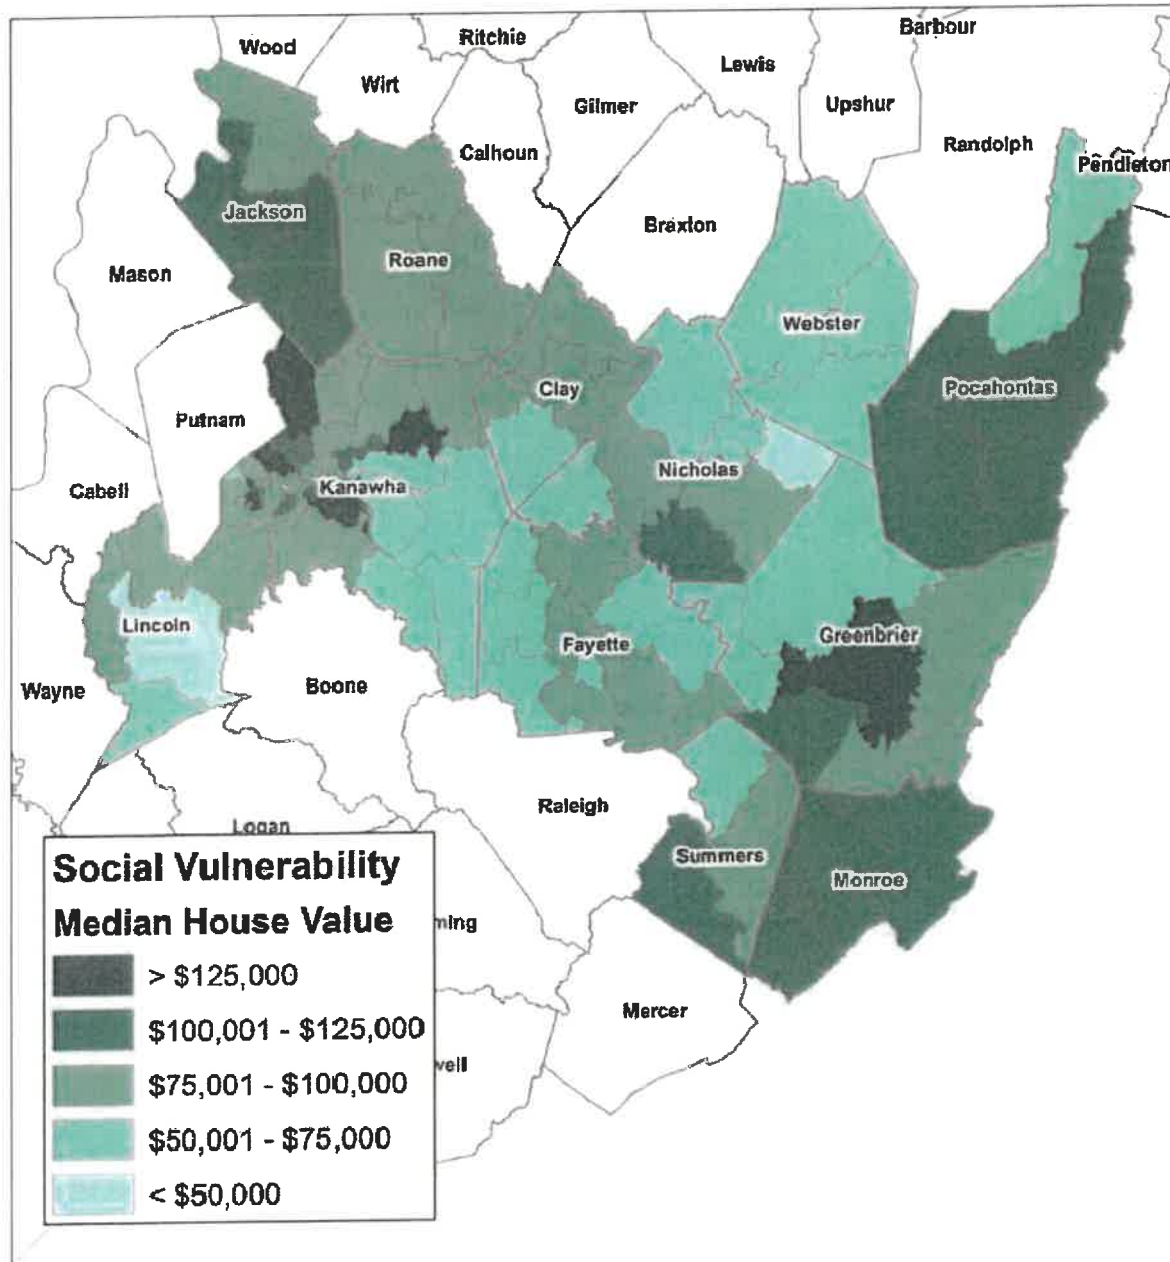 Barbour
Wood
Ritchie
Lewis
Wirt
Gilmer
Upshur
Randolph
Calhoun
Pendleton
Jackson
Braxton
Roane
Mason
Webster
Clay
Pocahontas
Putnam
Nicholas
Kanawha
Cabell
Lincoln
Greenbrier
Fayette
Wayne
Boone
Raleigh
Logan
Summers
Monroe
Social Vulnerability
Median House Value
ming
> $125,000
$100,001 - $125,000
Mercer
well
$75,001 - $100,000
$50,001 - $75,000
< $50,000